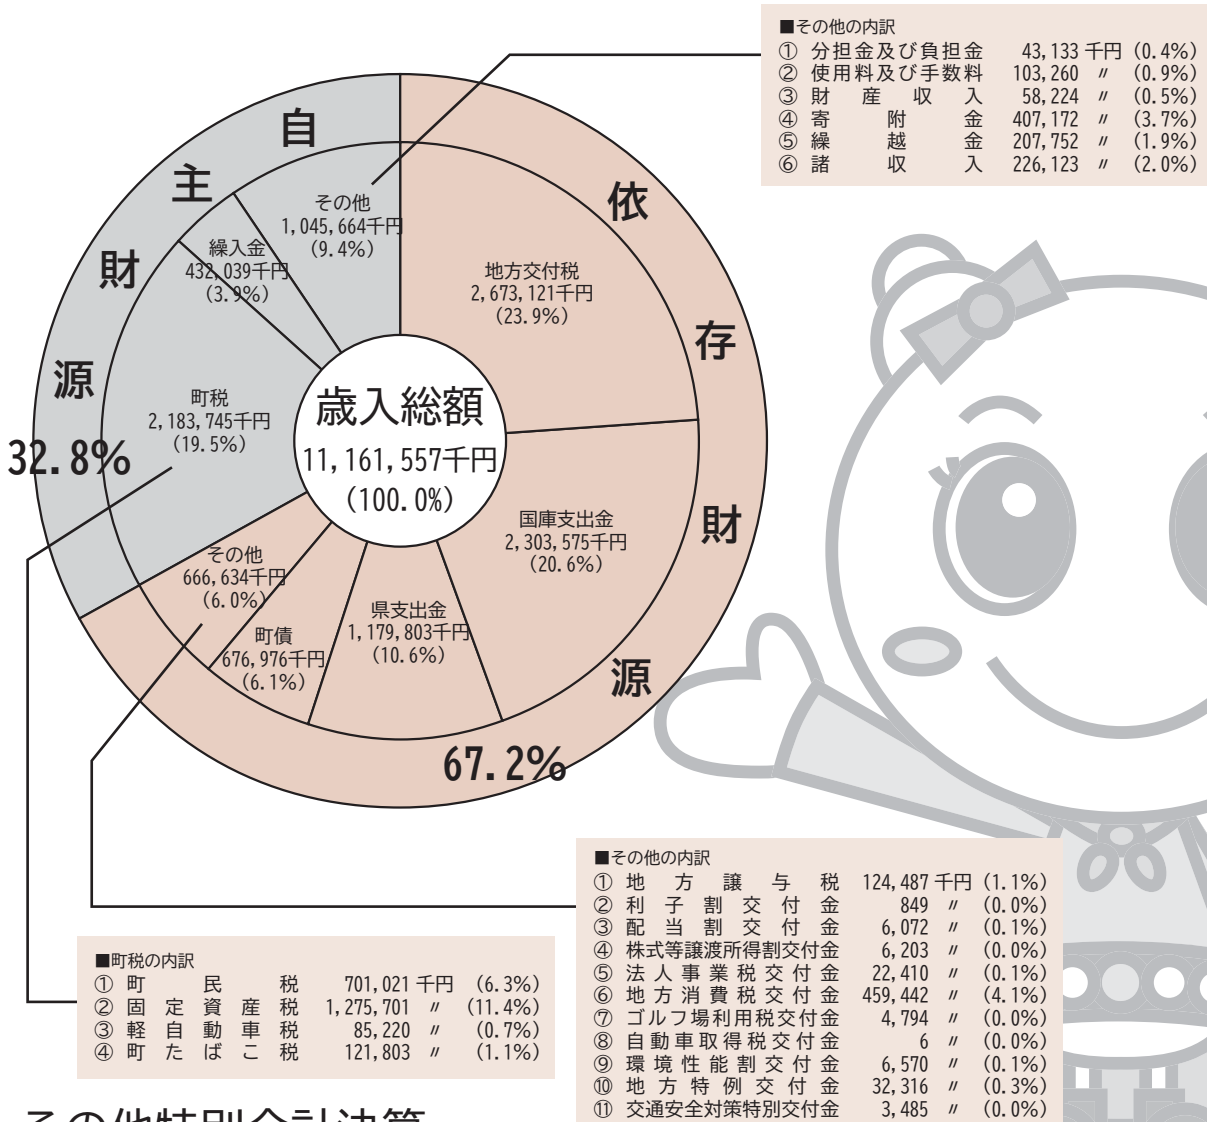 ■その他の内訳
① 分担金及び負担金 43,133 千円 (0.4%)
② 使用料及び手数料 103,260 〃 (0.9%)
③ 財産収入 58,224 〃 (0.5%)
④ 寄附金 407,172 〃 (3.7%)
⑤ 繰越金 207,752 〃 (1.9%)
⑥ 諸収入 226,123 〃 (2.0%)
自主財源
32.8%
依存財源
67.2%
その他
1,045,664千円
(9.4%)
繰入金
432,039千円
(3.9%)
町税
2,183,745千円
(19.5%)
地方交付税
2,673,121千円
(23.9%)
歳入総額
11,161,557千円
(100.0%)
国庫支出金
2,303,575千円
(20.6%)
その他
666,634千円
(6.0%)
町債
676,976千円
(6.1%)
県支出金
1,179,803千円
(10.6%)
■その他の内訳
① 地方譲与税 124,487 千円 (1.1%)
② 利子割交付金 849 〃 (0.0%)
③ 配当割交付金 6,072 〃 (0.1%)
④ 株式等譲渡所得割交付金 6,203 〃 (0.0%)
⑤ 法人事業税交付金 22,410 〃 (0.1%)
⑥ 地方消費税交付金 459,442 〃 (4.1%)
⑦ ゴルフ場利用税交付金 4,794 〃 (0.0%)
⑧ 自動車取得税交付金 6 〃 (0.0%)
⑨ 環境性能割交付金 6,570 〃 (0.1%)
⑩ 地方特例交付金 32,316 〃 (0.3%)
⑪ 交通安全対策特別交付金 3,485 〃 (0.0%)
■町税の内訳
① 町民税 701,021 千円 (6.3%)
② 固定資産税 1,275,701 〃 (11.4%)
③ 軽自動車税 85,220 〃 (0.7%)
④ 町たばこ税 121,803 〃 (1.1%)
その他特別会計決算